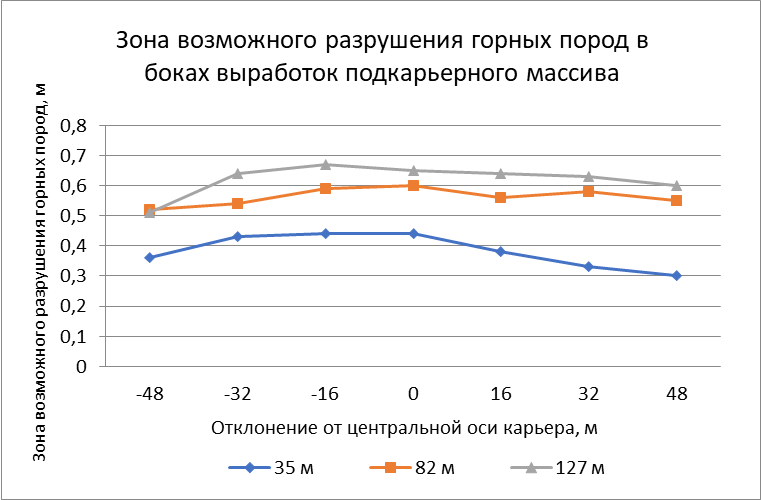 Зона возможного разрушения горных пород в
боках выработок подкарьерного массива
Зона возможного разрушения горных пород, м
0,8
0,7
0,6
0,5
0,4
0,3
0,2
0,1
0
-48 -32 -16 0 16 32 48
Отклонение от центральной оси карьера, м
35 м 82 м 127 м